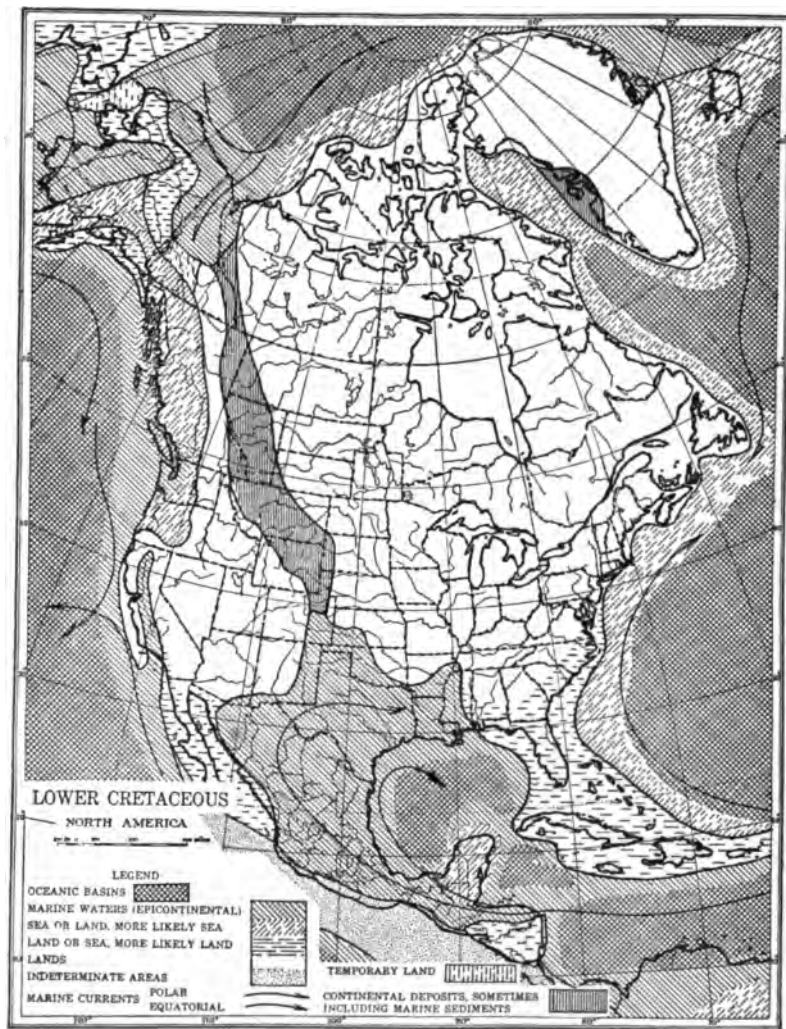 LOWER CRETACEOUS
NORTH AMERICA
LEGEND
OCEANIC BASINS
MARINE WATERS (EPICONTINENTAL)
SEA OR LAND, MORE LIKELY SEA
LAND OR SEA, MORE LIKELY LAND
LANDS
INDETERMINATE AREAS
MARINE CURRENTS POLAR
EQUATORIAL
TEMPORARY LAND
CONTINENTAL DEPOSITS, SOMETIMES
INCLUDING MARINE SEDIMENTS